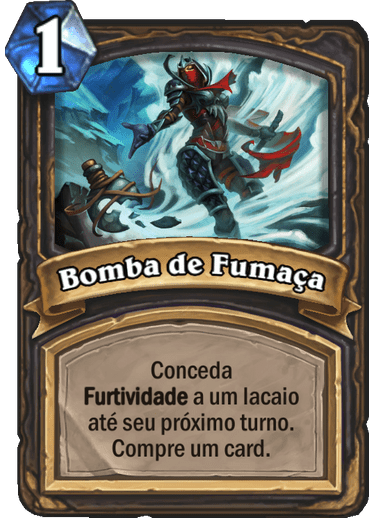 1
Bomba de Fumaça
Conceda
Furtividade a um lacaio
até seu próximo turno.
Compre um card.